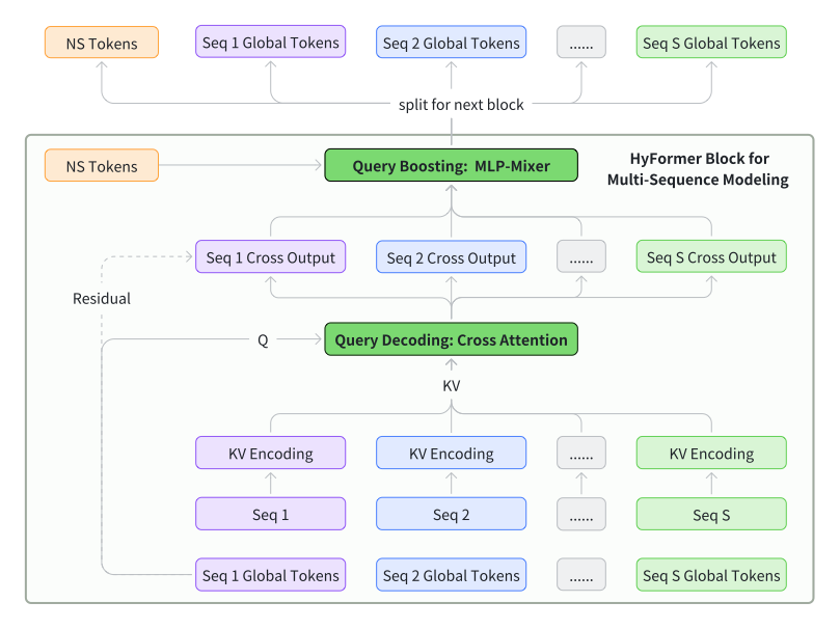 NS Tokens
Seq 1 Global Tokens
Seq 2 Global Tokens
......
Seq S Global Tokens
split for next block
NS Tokens
Query Boosting: MLP-Mixer
HyFormer Block for
Multi-Sequence Modeling
Seq 1 Cross Output
Seq 2 Cross Output
......
Seq S Cross Output
Residual
Q
Query Decoding: Cross Attention
KV
KV Encoding
KV Encoding
......
KV Encoding
Seq 1
Seq 2
......
Seq S
Seq 1 Global Tokens
Seq 2 Global Tokens
......
Seq S Global Tokens